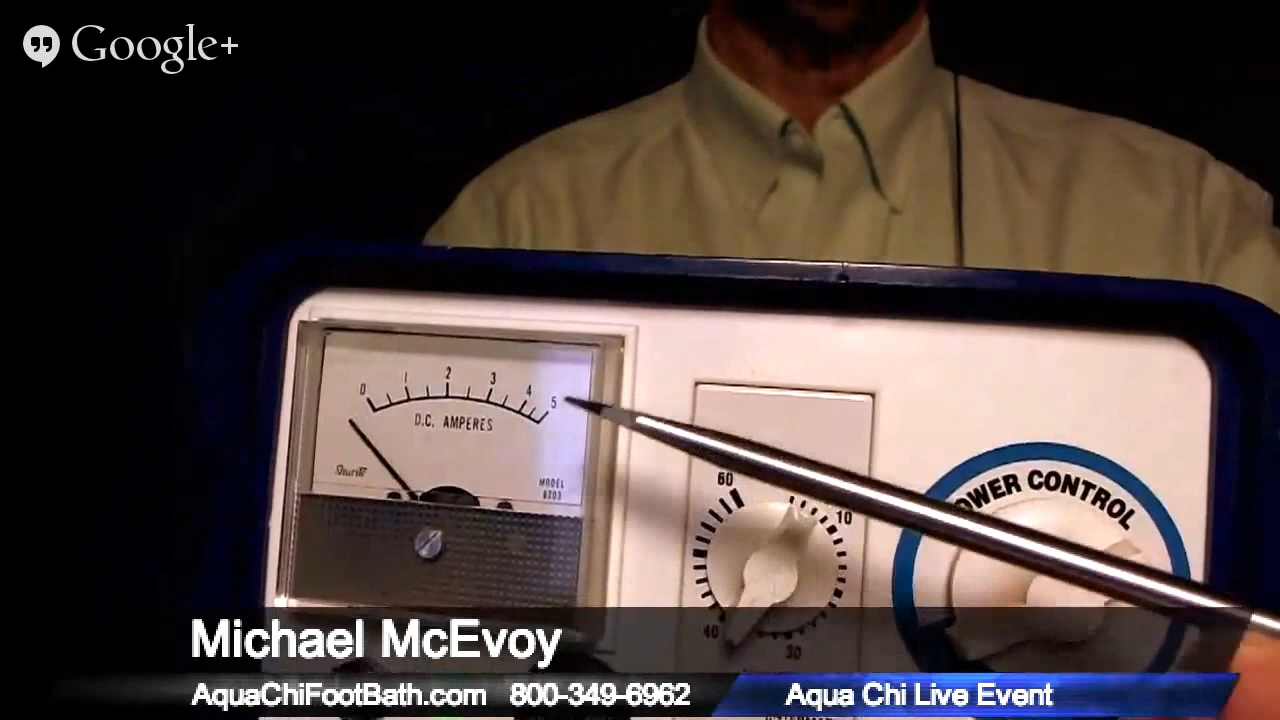 Google+
0 1 2 3 4 5
D.C. AMPERES
MODEL
60
10
POWER CONTROL
40
30
Michael McEvoy
AquaChiFootBath.com 800-349-6962 Aqua Chi Live Event